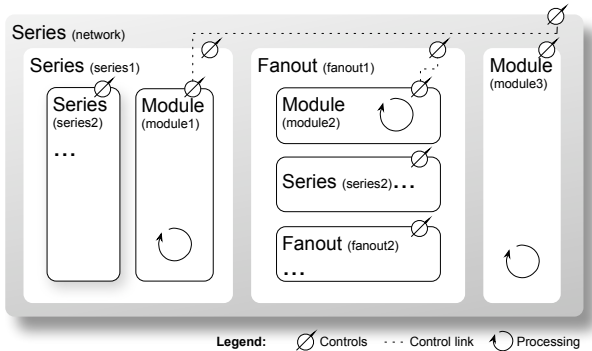 Series (network)
Series (series1)
Series
(series2)
...
Module
(module1)
Fanout (fanout1)
Module
(module2)
Series (series2)...
Fanout (fanout2)
...
Module
(module3)
Legend: Controls - - - Control link Processing